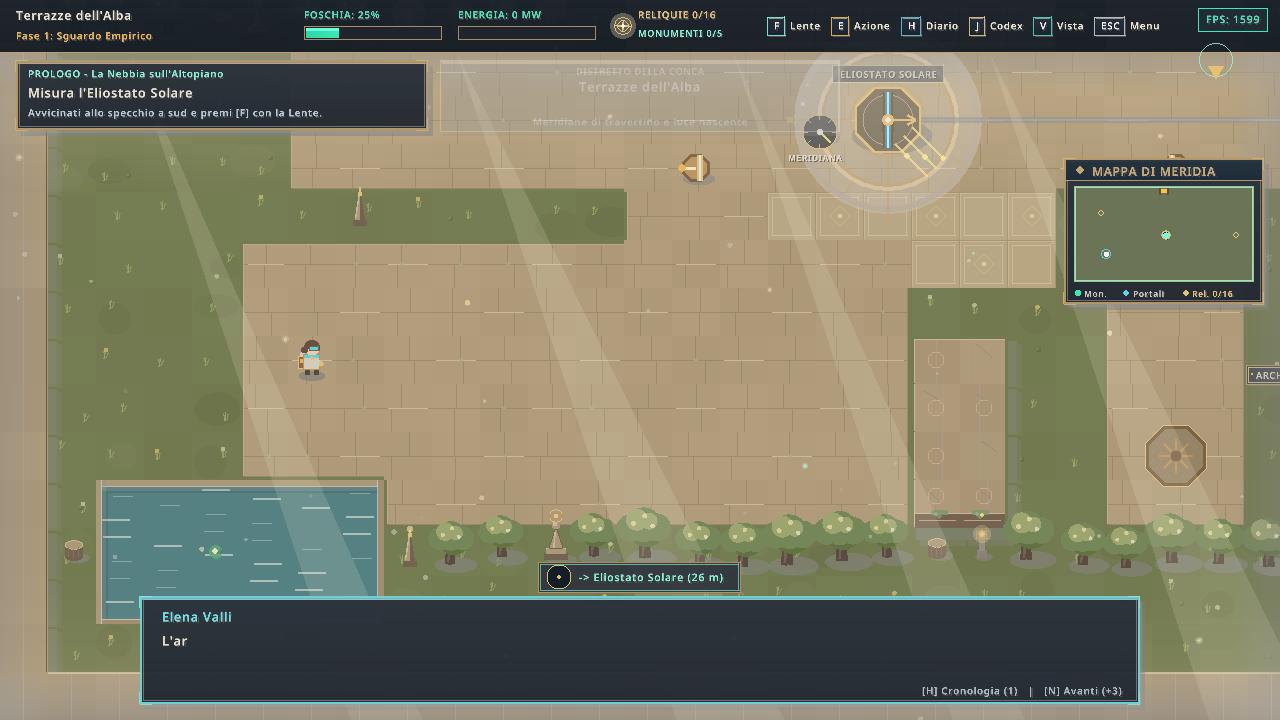 Terrazze dell'Alba
Fase 1: Sguardo Empirico
FOSCHIA: 25%
ENERGIA: 0 MW
RELIQUIE 0/16
MONUMENTI 0/5
F Lente
E Azione
H Diario
J Codex
V Vista
ESC Menu
FPS: 1599
PROLOGO - La Nebbia sull'Altopiano
Misura l'Eliostato Solare
Avvicinati allo specchio a sud e premi [F] con la Lente.
DISTRETTO DELLA CONCA
Terrazze dell'Alba
Meridiane di travertino e luce nascente
ELIOSTATO SOLARE
MERIDIANA
MAPPA DI MERIDIA
Mon.
Portali
Rel. 0/16
ARCH
-> Eliostato Solare (26 m)
Elena Valli
L'ar
[H] Cronologia (1) | [N] Avanti (+3)